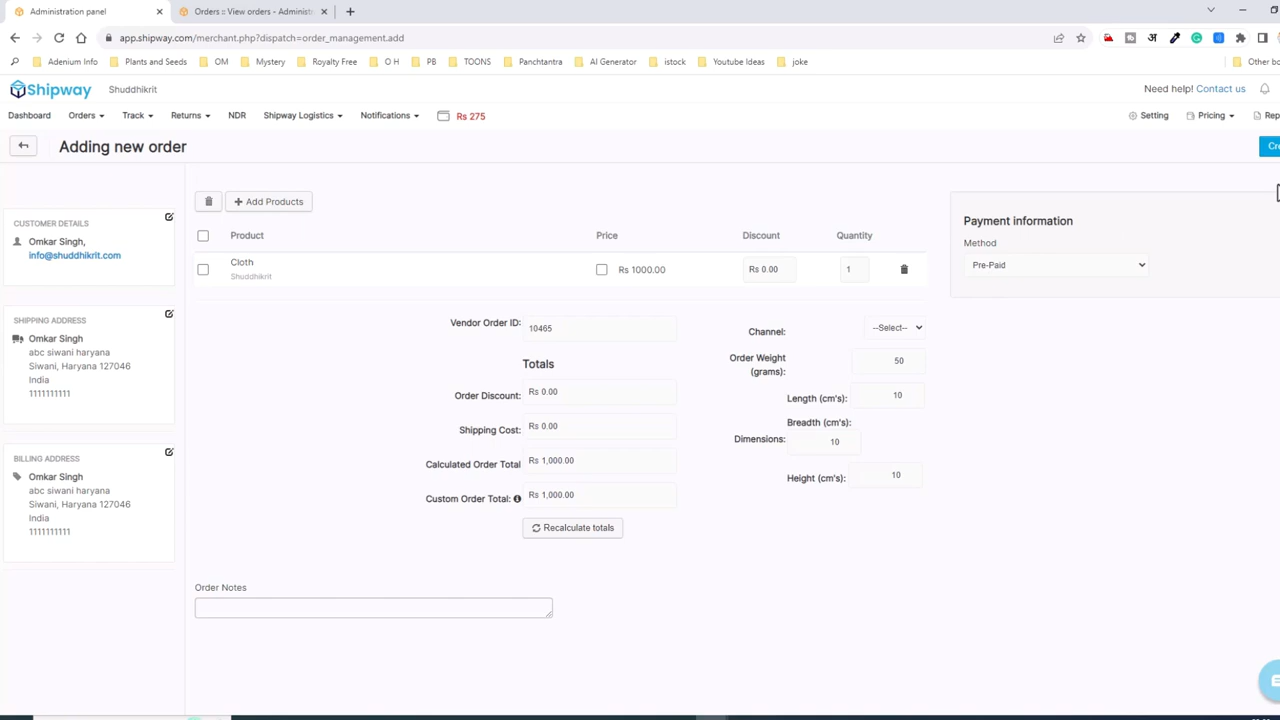 Administration panel
Orders :: View orders - Administ
app.shipway.com/merchant.php?dispatch=order_management.add
Adenium Info
Plants and Seeds
OM
Mystery
Royalty Free
O H
PB
TOONS
Panchtantra
AI Generator
istock
Youtube Ideas
joke
Other bo
Shipway
Shuddhikrit
Need help! Contact us
Dashboard
Orders
Track
Returns
NDR
Shipway Logistics
Notifications
Rs 275
Setting
Pricing
Rep
Adding new order
Cre
CUSTOMER DETAILS
Omkar Singh,
info@shuddhikrit.com
SHIPPING ADDRESS
Omkar Singh
abc siwani haryana
Siwani, Haryana 127046
India
1111111111
BILLING ADDRESS
Omkar Singh
abc siwani haryana
Siwani, Haryana 127046
India
1111111111
Add Products
Product
Price
Discount
Quantity
Cloth
Shuddhikrit
Rs 1000.00
Rs 0.00
1
Vendor Order ID:
10465
Totals
Order Discount:
Rs 0.00
Shipping Cost:
Rs 0.00
Calculated Order Total
Rs 1,000.00
Custom Order Total:
Rs 1,000.00
Recalculate totals
Channel:
--Select--
Order Weight
(grams):
50
Length (cm's):
10
Breadth (cm's):
Dimensions:
10
Height (cm's):
10
Payment information
Method
Pre-Paid
Order Notes